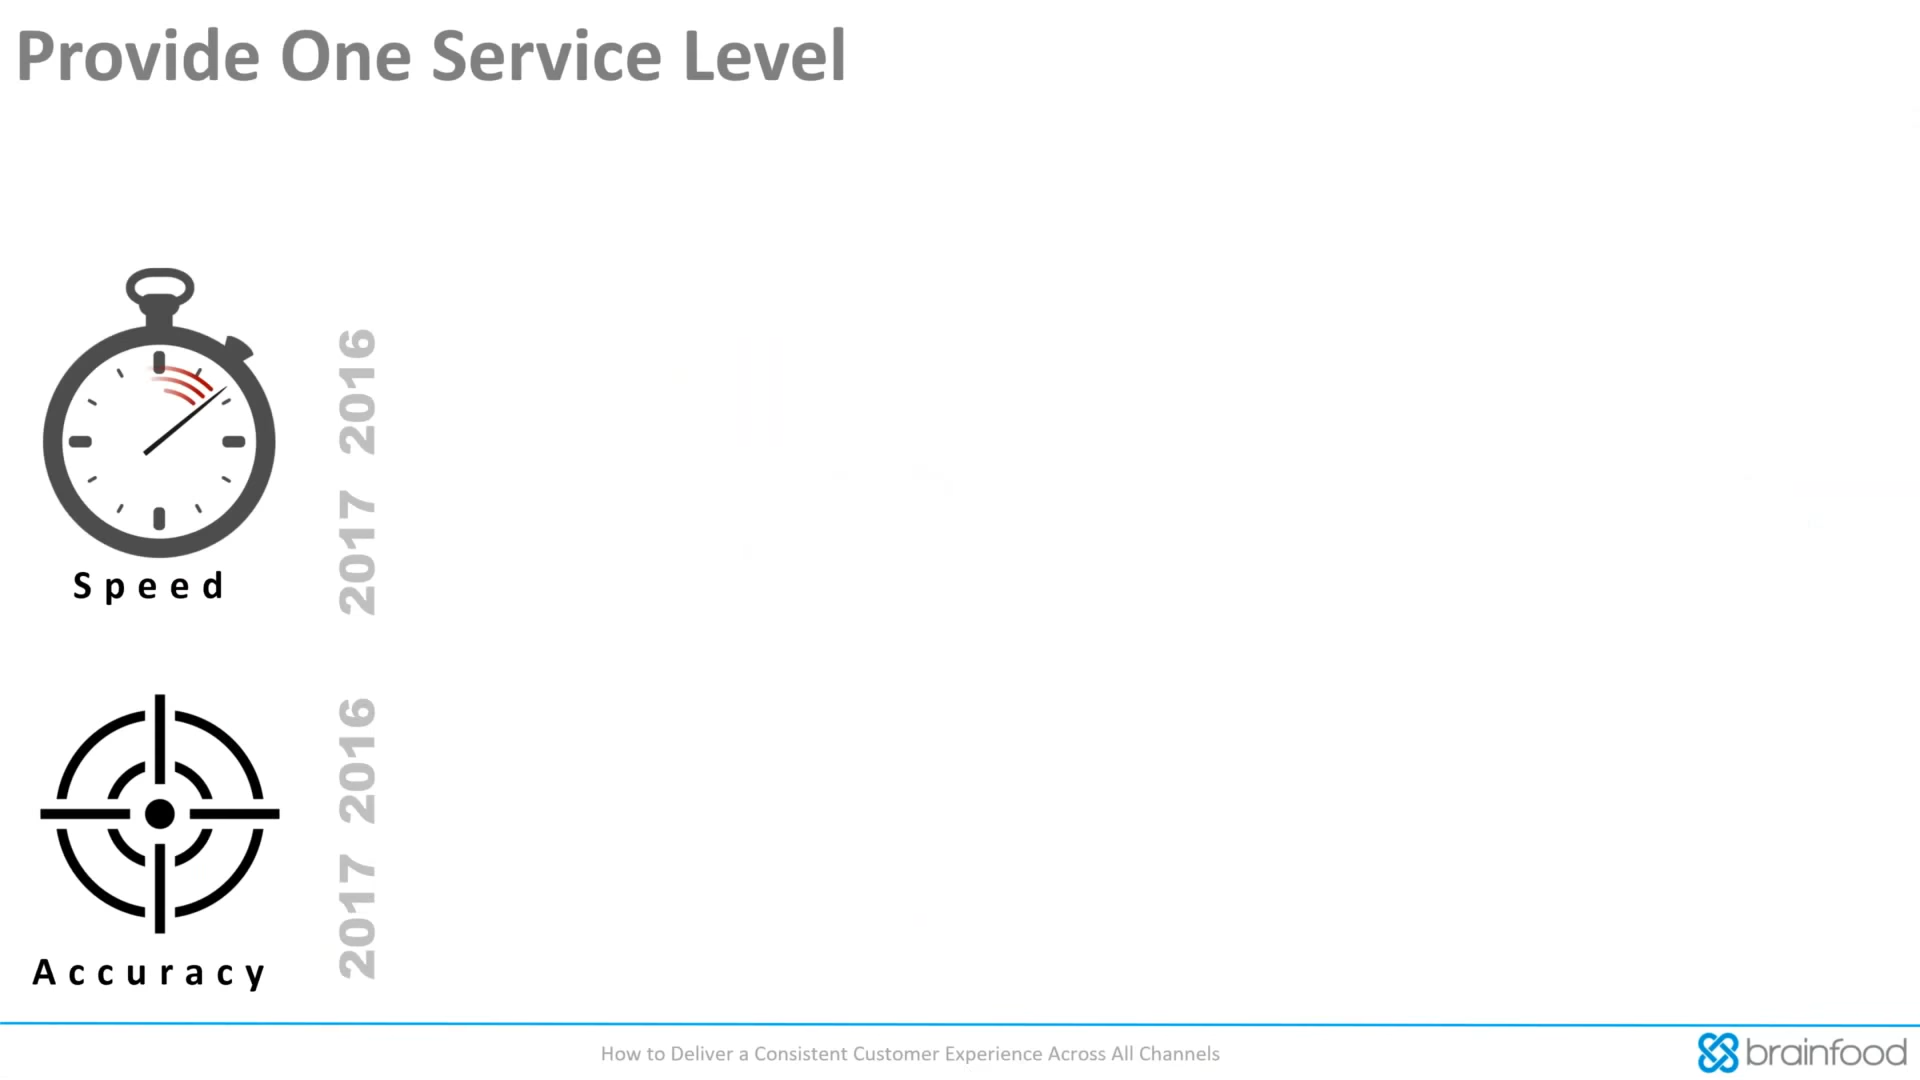 Provide One Service Level
2016
2017
Speed
2016
2017
Accuracy
How to Deliver a Consistent Customer Experience Across All Channels
brainfood